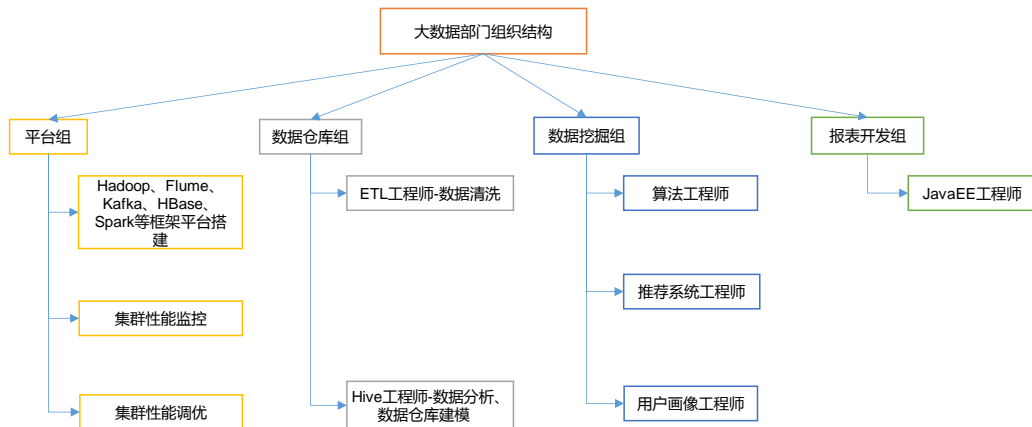 大数据部门组织结构
平台组
数据仓库组
数据挖掘组
报表开发组
Hadoop、Flume、
Kafka、HBase、
Spark等框架平台搭
建
ETL工程师-数据清洗
算法工程师
JavaEE工程师
集群性能监控
推荐系统工程师
集群性能调优
Hive工程师-数据分析、
数据仓库建模
用户画像工程师